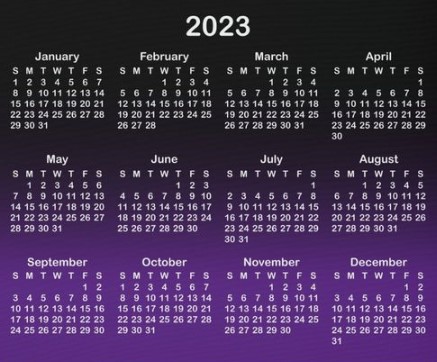 2023
January February March April
S M T W T F S S M T W T F S S M T W T F S S M T W T F S
1 2 3 4 5 6 7 1 2 3 4 1 2 3 4 1
8 9 10 11 12 13 14 5 6 7 8 9 10 11 5 6 7 8 9 10 11 2 3 4 5 6 7 8
15 16 17 18 19 20 21 12 13 14 15 16 17 18 12 13 14 15 16 17 18 9 10 11 12 13 14 15
22 23 24 25 26 27 28 19 20 21 22 23 24 25 19 20 21 22 23 24 25 16 17 18 19 20 21 22
29 30 31 26 27 28 26 27 28 29 30 31 23 24 25 26 27 28 29
30
May June July August
S M T W T F S S M T W T F S S M T W T F S S M T W T F S
1 2 3 4 5 6 1 2 3 1 1 2 3 4 5
7 8 9 10 11 12 13 4 5 6 7 8 9 10 2 3 4 5 6 7 8 6 7 8 9 10 11 12
14 15 16 17 18 19 20 11 12 13 14 15 16 17 9 10 11 12 13 14 15 13 14 15 16 17 18 19
21 22 23 24 25 26 27 18 19 20 21 22 23 24 16 17 18 19 20 21 22 20 21 22 23 24 25 26
28 29 30 31 25 26 27 28 29 30 23 24 25 26 27 28 29 27 28 29 30 31
30 31
September October November December
S M T W T F S S M T W T F S S M T W T F S S M T W T F S
1 2 1 2 3 4 5 6 7 1 2 3 4 1 2
3 4 5 6 7 8 9 8 9 10 11 12 13 14 5 6 7 8 9 10 11 3 4 5 6 7 8 9
10 11 12 13 14 15 16 15 16 17 18 19 20 21 12 13 14 15 16 17 18 10 11 12 13 14 15 16
17 18 19 20 21 22 23 22 23 24 25 26 27 28 19 20 21 22 23 24 25 17 18 19 20 21 22 23
24 25 26 27 28 29 30 29 30 31 26 27 28 29 30 24 25 26 27 28 29 30
31